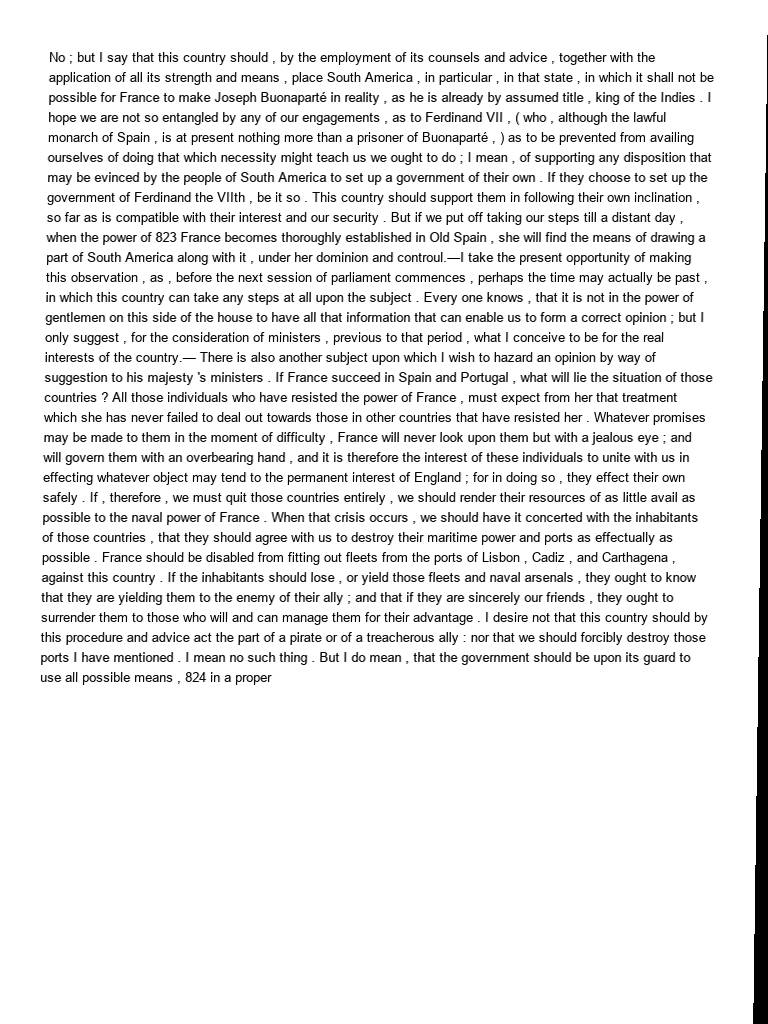 No ; but I say that this country should , by the employment of its counsels and advice , together with the
application of all its strength and means , place South America , in particular , in that state , in which it shall not be
possible for France to make Joseph Buonaparté in reality , as he is already by assumed title , king of the Indies . I
hope we are not so entangled by any of our engagements , as to Ferdinand VII , ( who , although the lawful
monarch of Spain , is at present nothing more than a prisoner of Buonaparté , ) as to be prevented from availing
ourselves of doing that which necessity might teach us we ought to do ; I mean , of supporting any disposition that
may be evinced by the people of South America to set up a government of their own . If they choose to set up the
government of Ferdinand the VIIth , be it so . This country should support them in following their own inclination ,
so far as is compatible with their interest and our security . But if we put off taking our steps till a distant day ,
when the power of 823 France becomes thoroughly established in Old Spain , she will find the means of drawing a
part of South America along with it , under her dominion and controul.—I take the present opportunity of making
this observation , as , before the next session of parliament commences , perhaps the time may actually be past ,
in which this country can take any steps at all upon the subject . Every one knows , that it is not in the power of
gentlemen on this side of the house to have all that information that can enable us to form a correct opinion ; but I
only suggest , for the consideration of ministers , previous to that period , what I conceive to be for the real
interests of the country.— There is also another subject upon which I wish to hazard an opinion by way of
suggestion to his majesty 's ministers . If France succeed in Spain and Portugal , what will lie the situation of those
countries ? All those individuals who have resisted the power of France , must expect from her that treatment
which she has never failed to deal out towards those in other countries that have resisted her . Whatever promises
may be made to them in the moment of difficulty , France will never look upon them but with a jealous eye ; and
will govern them with an overbearing hand , and it is therefore the interest of these individuals to unite with us in
effecting whatever object may tend to the permanent interest of England ; for in doing so , they effect their own
safely . If , therefore , we must quit those countries entirely , we should render their resources of as little avail as
possible to the naval power of France . When that crisis occurs , we should have it concerted with the inhabitants
of those countries , that they should agree with us to destroy their maritime power and ports as effectually as
possible . France should be disabled from fitting out fleets from the ports of Lisbon , Cadiz , and Carthagena ,
against this country . If the inhabitants should lose , or yield those fleets and naval arsenals , they ought to know
that they are yielding them to the enemy of their ally ; and that if they are sincerely our friends , they ought to
surrender them to those who will and can manage them for their advantage . I desire not that this country should by
this procedure and advice act the part of a pirate or of a treacherous ally : nor that we should forcibly destroy those
ports I have mentioned . I mean no such thing . But I do mean , that the government should be upon its guard to
use all possible means , 824 in a proper